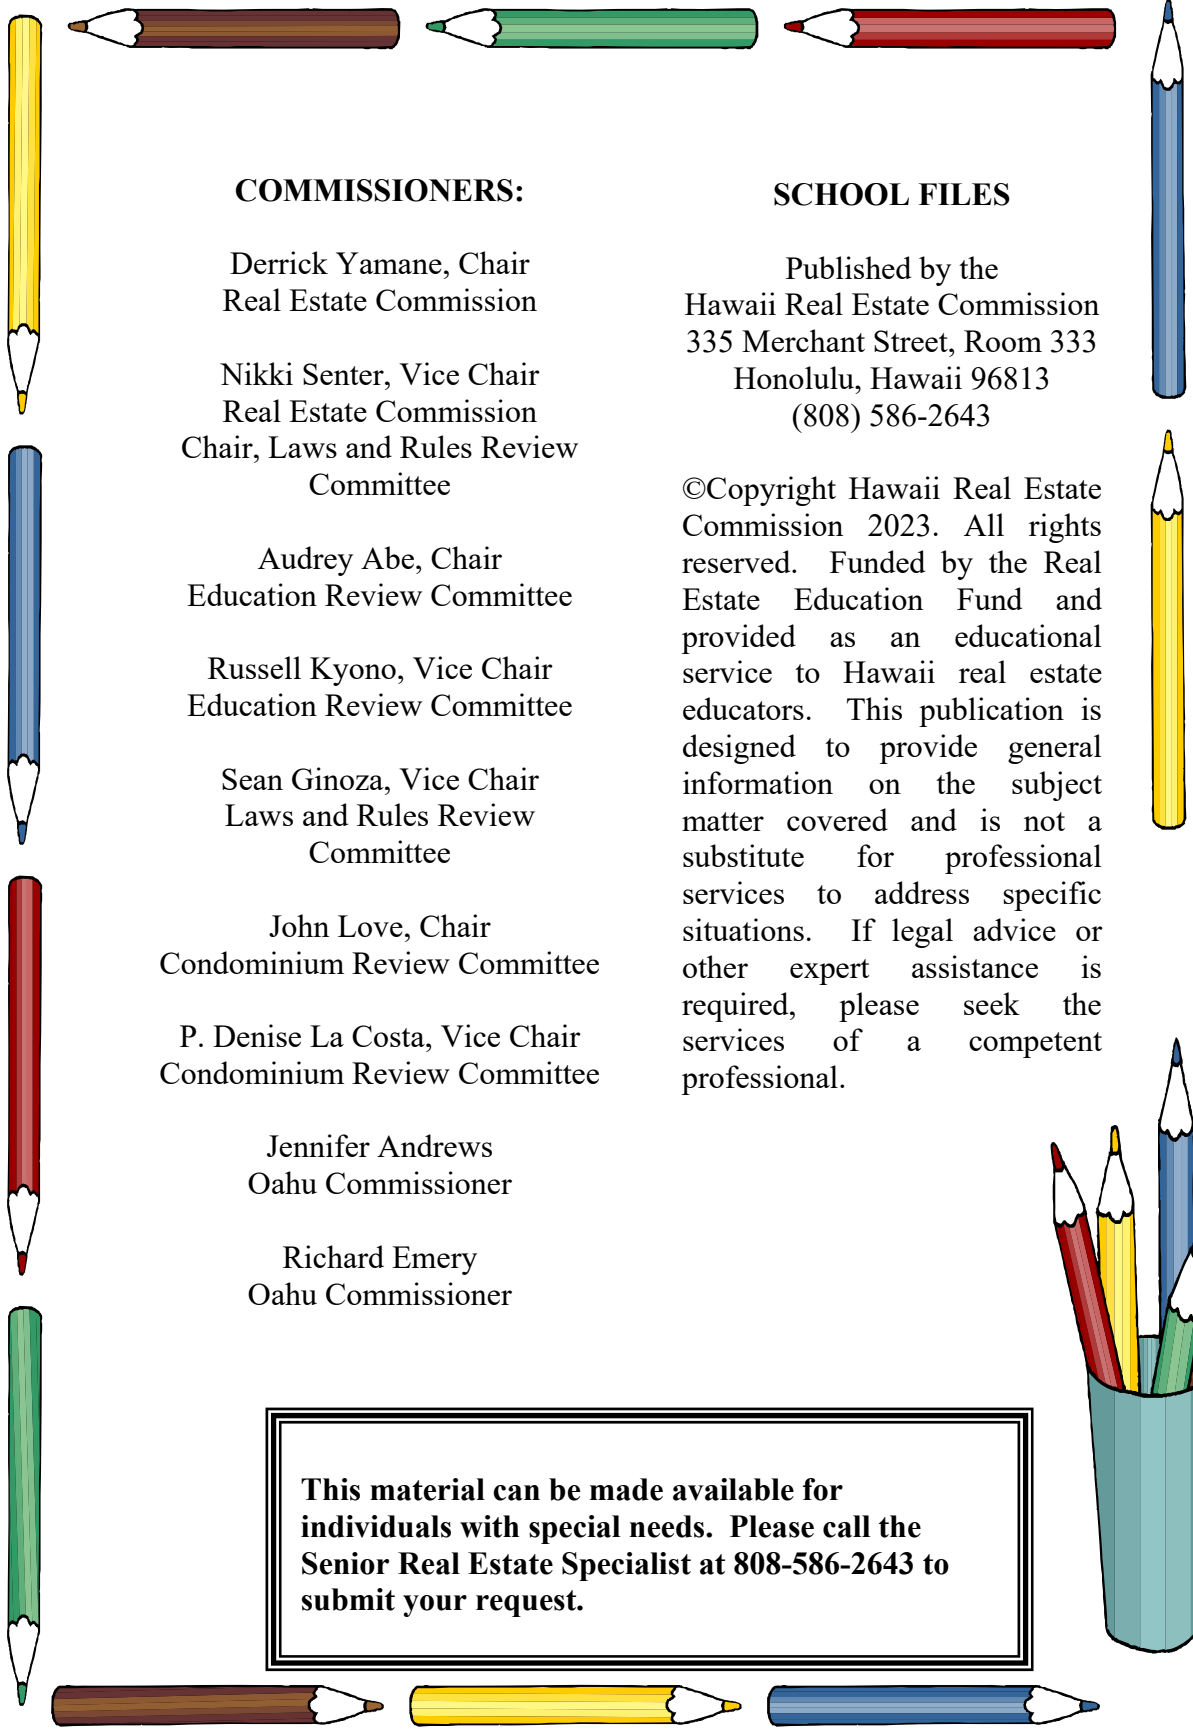 COMMISSIONERS:
Derrick Yamane, Chair
Real Estate Commission
Nikki Senter, Vice Chair
Real Estate Commission
Chair, Laws and Rules Review
Committee
Audrey Abe, Chair
Education Review Committee
Russell Kyono, Vice Chair
Education Review Committee
Sean Ginoza, Vice Chair
Laws and Rules Review
Committee
John Love, Chair
Condominium Review Committee
P. Denise La Costa, Vice Chair
Condominium Review Committee
Jennifer Andrews
Oahu Commissioner
Richard Emery
Oahu Commissioner
SCHOOL FILES
Published by the
Hawaii Real Estate Commission
335 Merchant Street, Room 333
Honolulu, Hawaii 96813
(808) 586-2643
©Copyright Hawaii Real Estate
Commission 2023. All rights
reserved. Funded by the Real
Estate Education Fund and
provided as an educational
service to Hawaii real estate
educators. This publication is
designed to provide general
information on the subject
matter covered and is not a
substitute for professional
services to address specific
situations. If legal advice or
other expert assistance is
required, please seek the
services of a competent
professional.
This material can be made available for
individuals with special needs. Please call the
Senior Real Estate Specialist at 808-586-2643 to
submit your request.